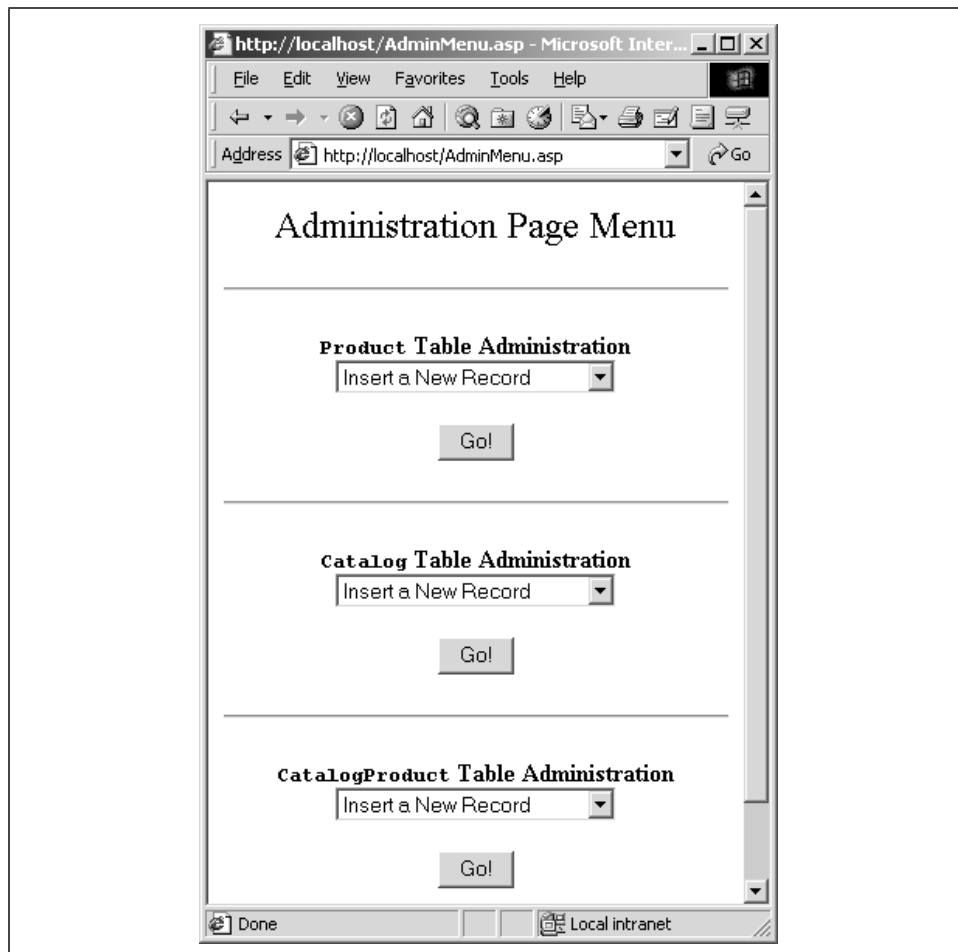 http://localhost/AdminMenu.asp - Microsoft Inter...
File Edit View Favorites Tools Help
Address http://localhost/AdminMenu.asp Go
Administration Page Menu
Product Table Administration
Insert a New Record
Go!
Catalog Table Administration
Insert a New Record
Go!
CatalogProduct Table Administration
Insert a New Record
Go!
Done Local intranet